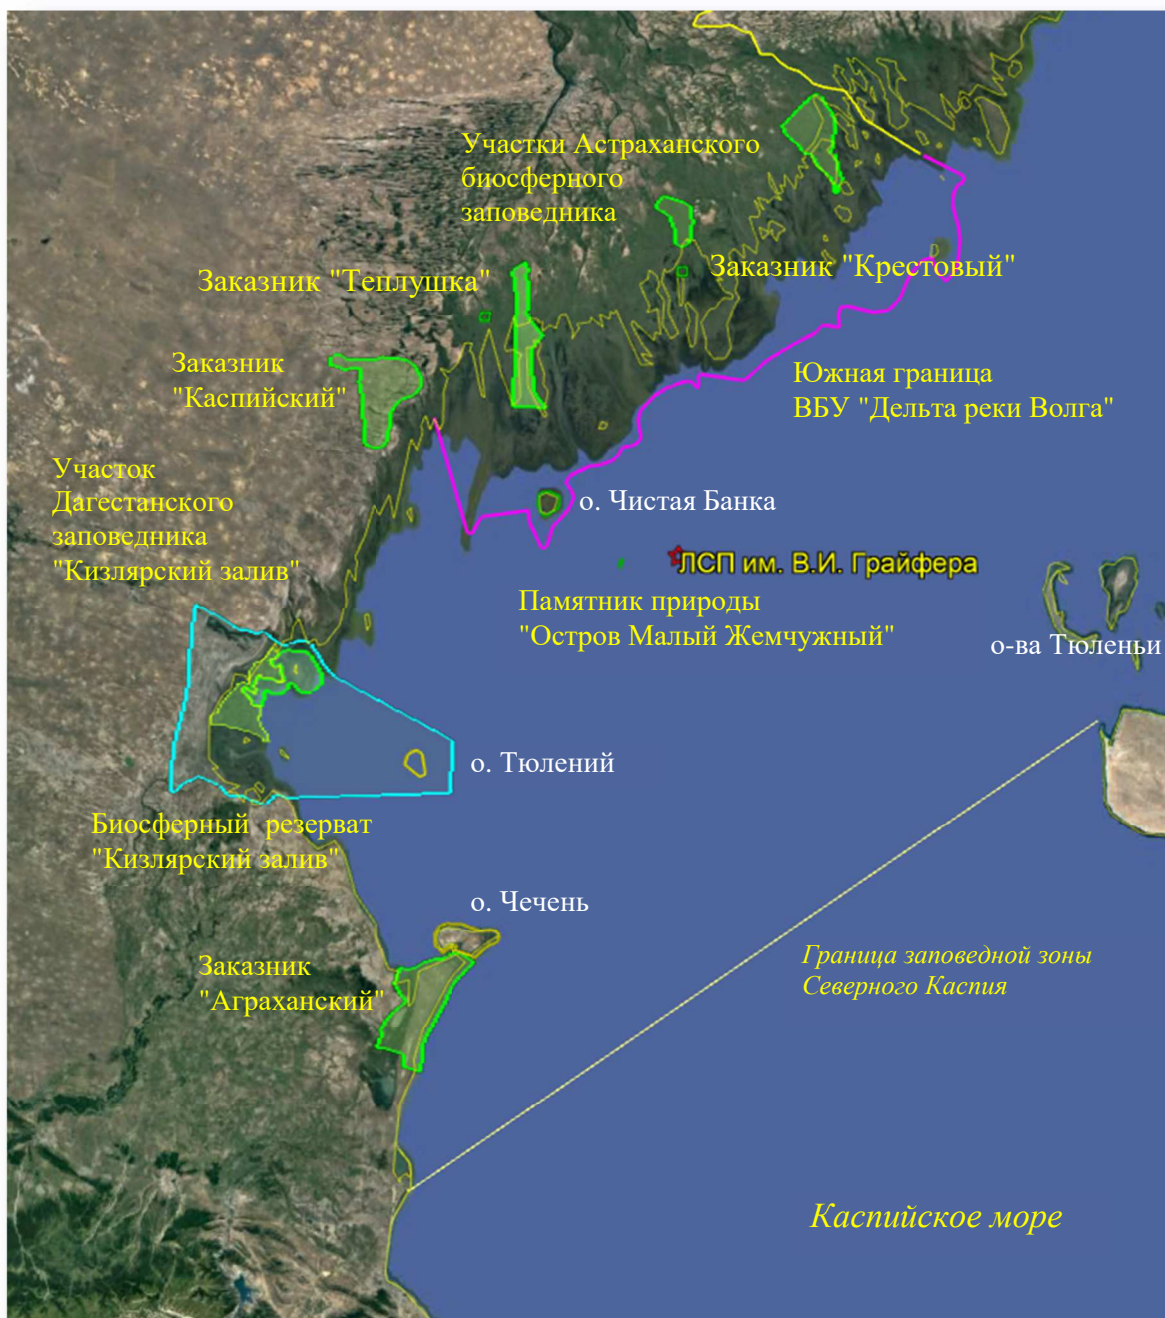 Участки Астраханского
биосферного
заповедника
Заказник "Теплушка"
Заказник "Крестовый"
Заказник
"Каспийский"
Южная граница
ВБУ "Дельта реки Волга"
Участок
Дагестанского
заповедника
"Кизлярский залив"
о. Чистая Банка
ЛСП им. В.И. Грайфера
Памятник природы
"Остров Малый Жемчужный"
о-ва Тюленьи
о. Тюлений
Биосферный резерват
"Кизлярский залив"
о. Чечень
Заказник
"Аграханский"
Граница заповедной зоны
Северного Каспия
Каспийское море